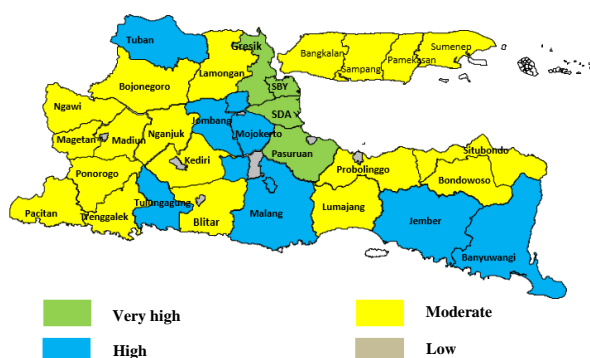 Tuban
Gresik
Bangkalan
Sampang
Pamekasan
Sumenep
Lamongan
Bojonegoro
SBY
Ngawi
Jombang
SDA
Magetan
Madiun
Nganjuk
Mojokerto
Pasuruan
Situbondo
Ponorogo
Kediri
Probolinggo
Bondowoso
Pacitan
Trenggalek
Tulungagung
Blitar
Malang
Lumajang
Jember
Banyuwangi
Very high
Moderate
High
Low